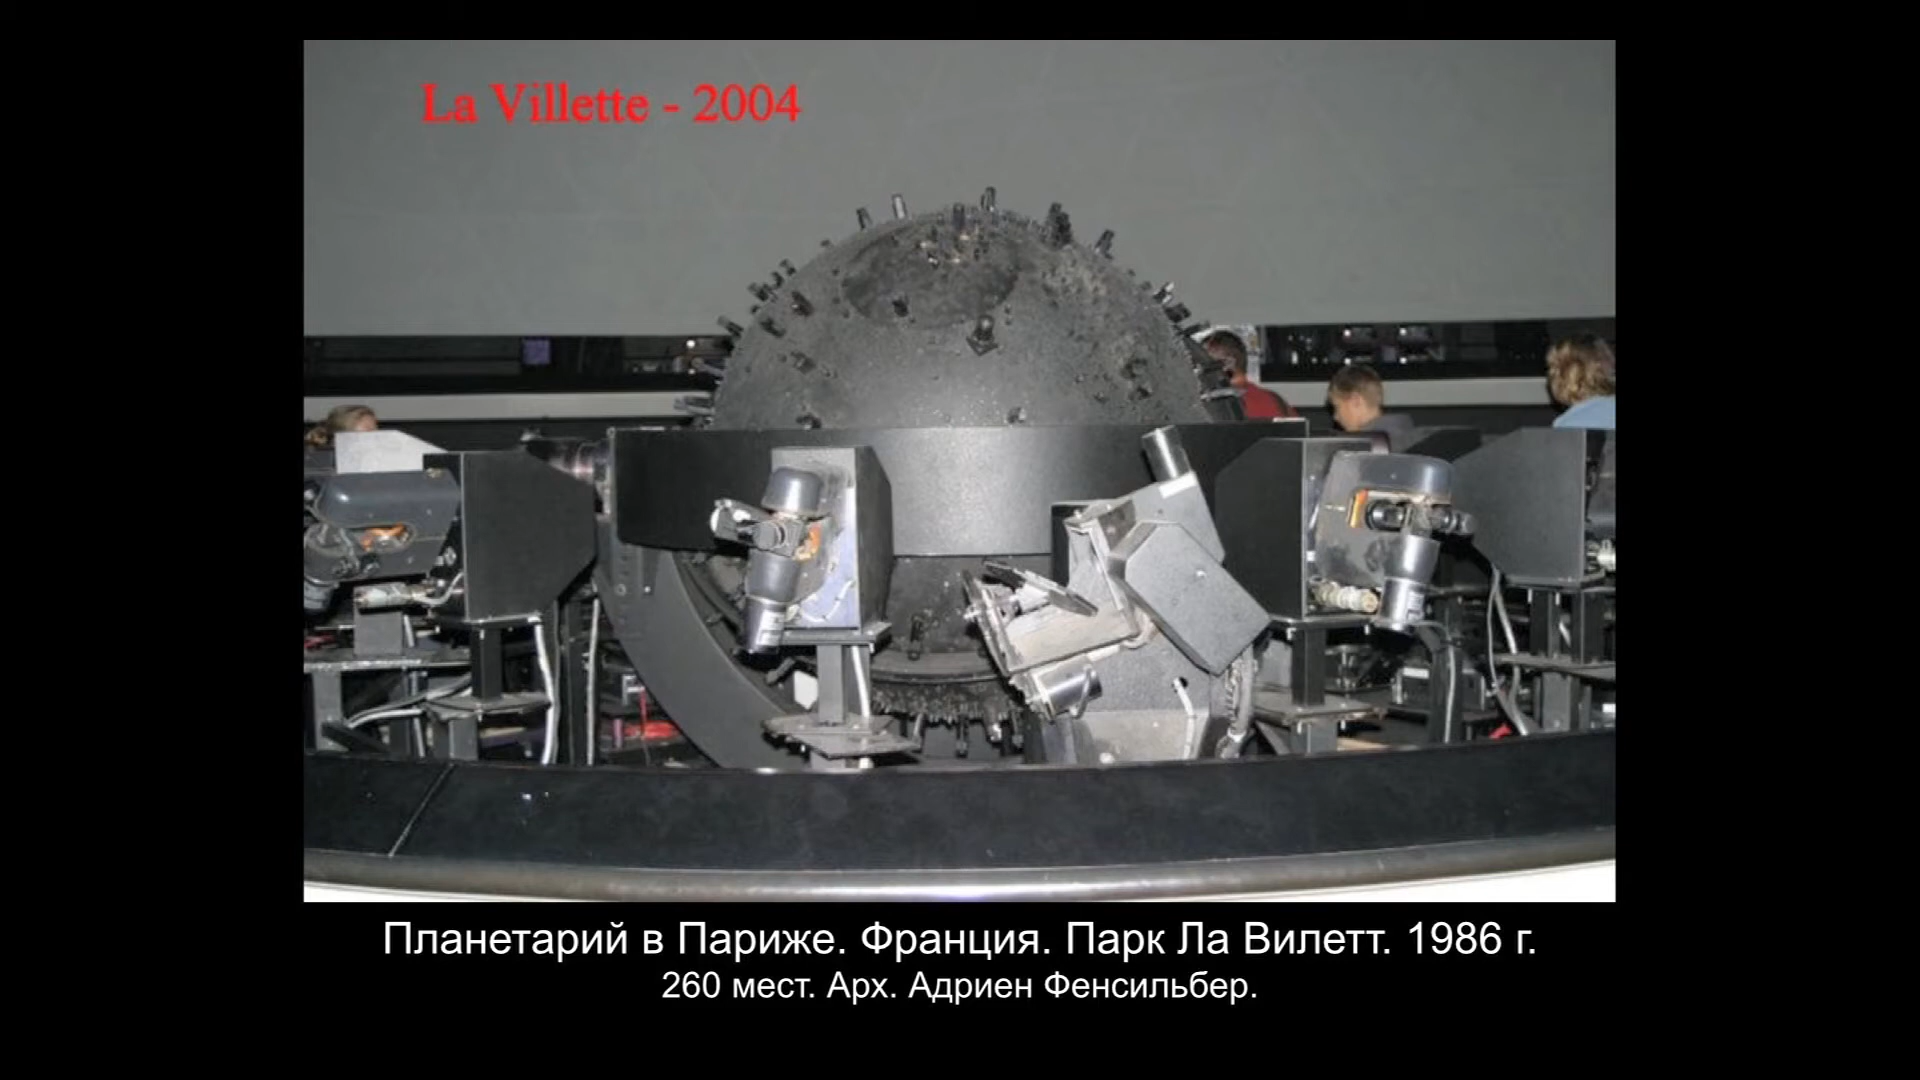 La Villette - 2004
Планетарий в Париже. Франция. Парк Ла Вилетт. 1986 г.
260 мест. Арх. Адриен Фенсильбер.